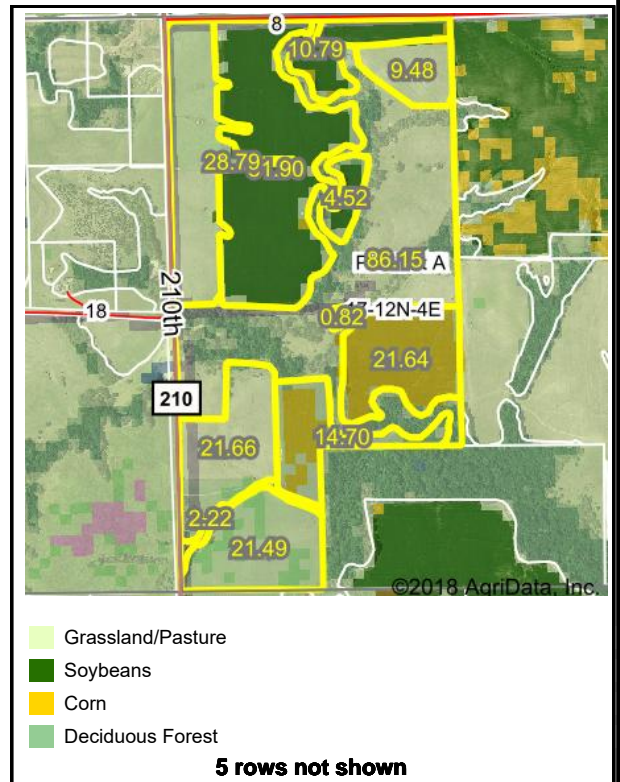 8
10.79
9.48
28.79
1.90
4.52
86.15
A
210th
17-12N-4E
0.82
18
21.64
210
21.66
14.70
2.22
21.49
©2018 AgriData, Inc.
Grassland/Pasture
Soybeans
Corn
Deciduous Forest
5 rows not shown